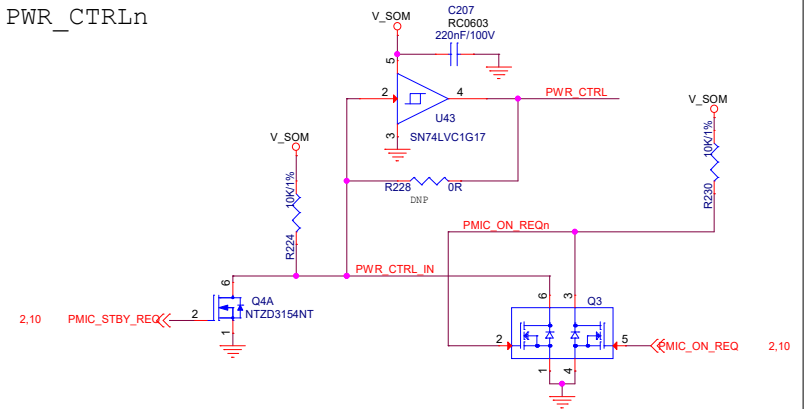 PWR_CTRLn
V_SOM
C207
RC0603
220nF/100V
5
2
4
PWR_CTRL
U43
SN74LVC1G17
3
V_SOM
10K/1%
R224
R228
0R
DNP
V_SOM
10K/1%
R230
PMIC_ON_REQn
PWR_CTRL_IN
6
Q4A
NTZD3154NT
2,10
PMIC_STBY_REQ
2
1
6
3
Q3
2
5
PMIC_ON_REQ
2,10
1
4